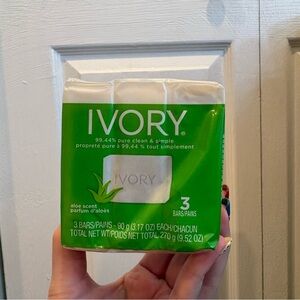 IVORY®
99.44% pure clean & simple
propreté pure à 99,44 % tout simplement
IVORY
aloe scent
parfum d'aloès
3
BARS/PAINS
3 BARS/PAINS - 90 g (3.17 OZ) EACH/CHACUN
TOTAL NET WT/POIDS NET TOTAL 270 g (9.52 OZ)